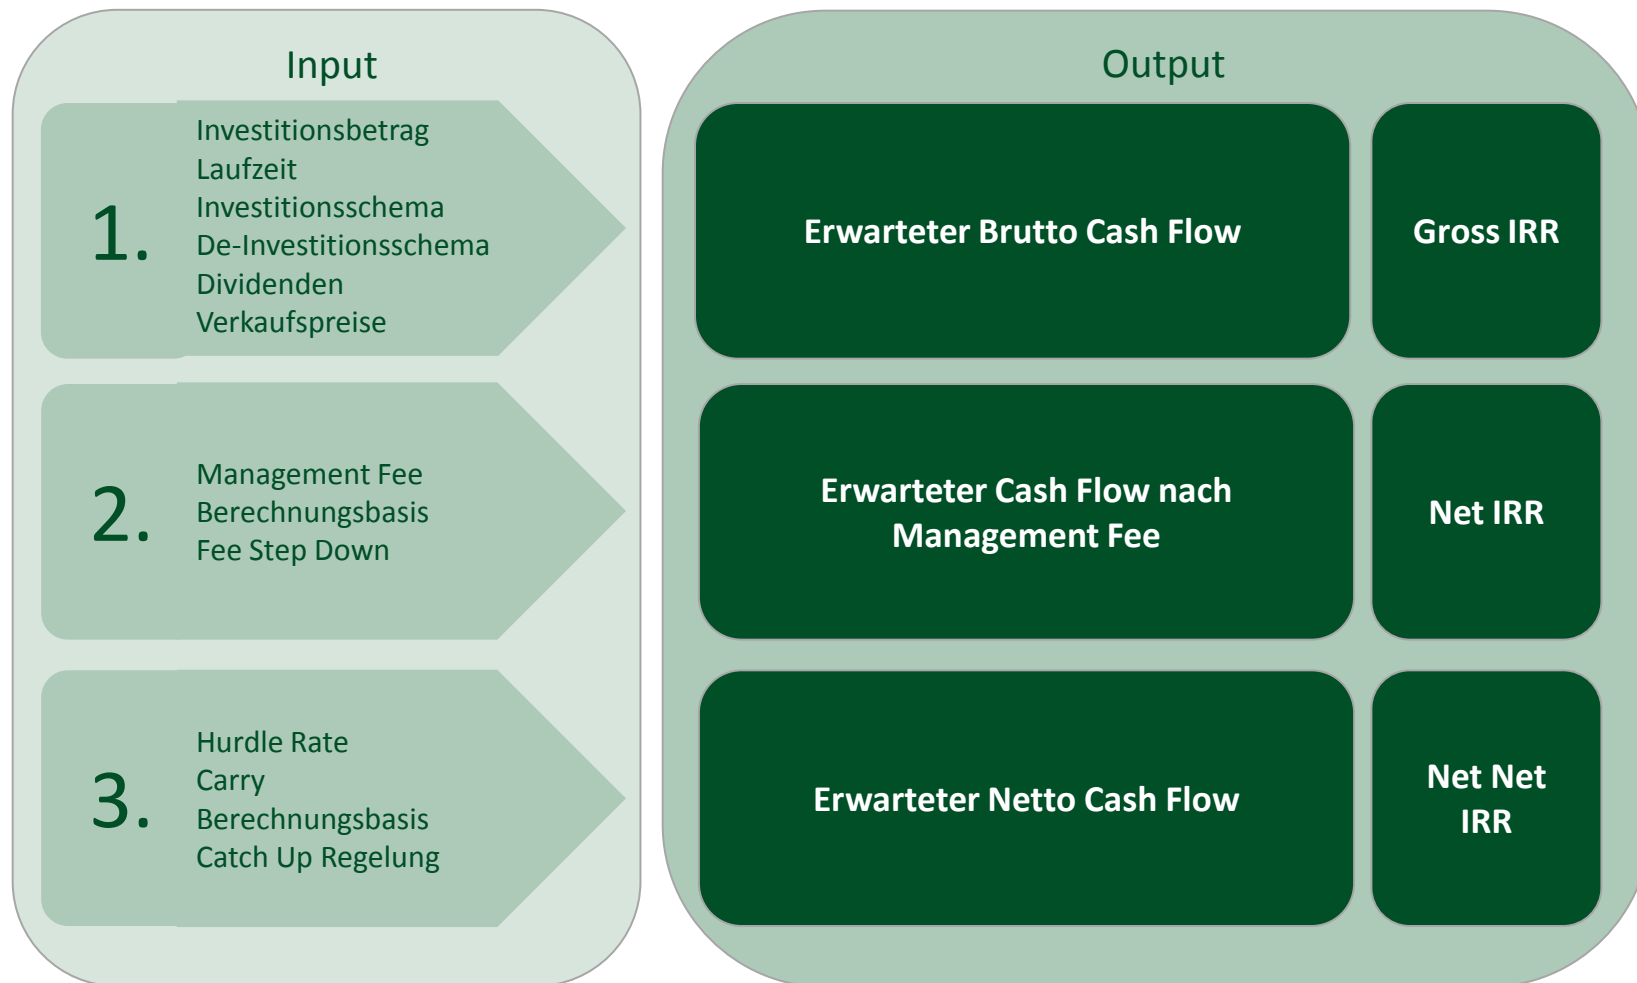 Input
Output
1.
Investitionsbetrag
Laufzeit
Investitionsschema
De-Investitionsschema
Dividenden
Verkaufspreise
Erwarteter Brutto Cash Flow
Gross IRR
2.
Management Fee
Berechnungsbasis
Fee Step Down
Erwarteter Cash Flow nach
Management Fee
Net IRR
3.
Hurdle Rate
Carry
Berechnungsbasis
Catch Up Regelung
Erwarteter Netto Cash Flow
Net Net
IRR